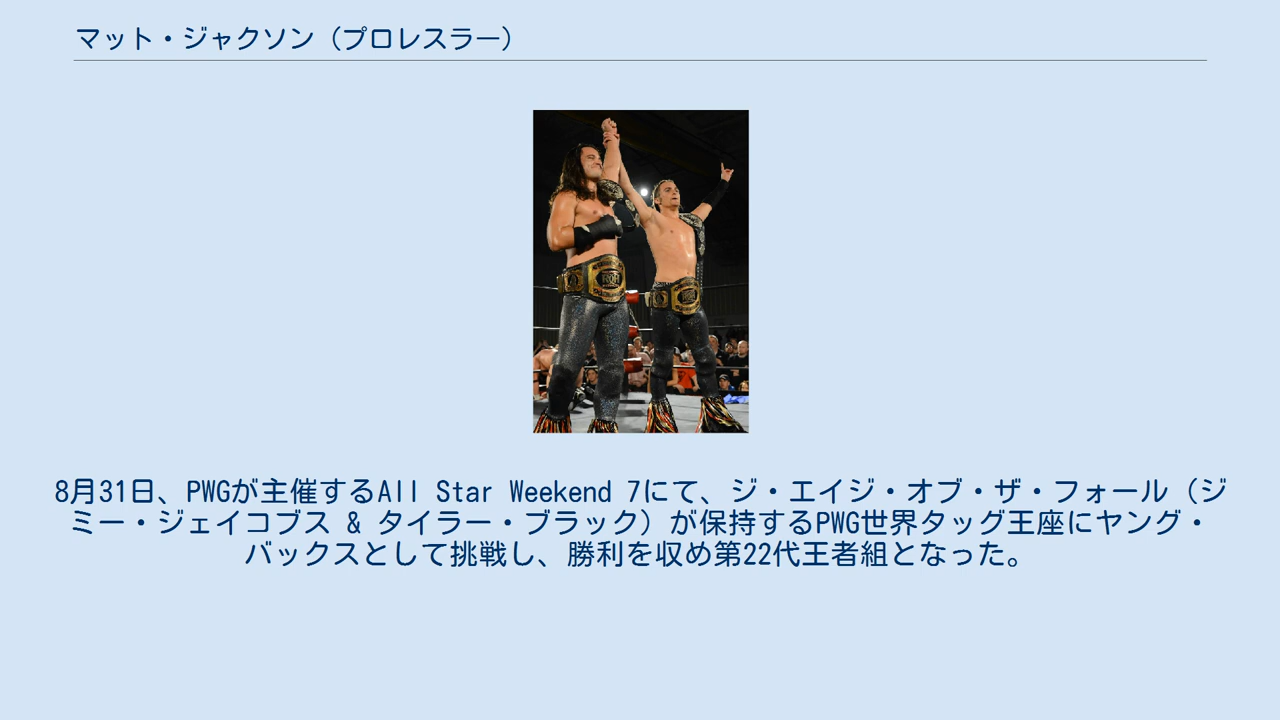 マット・ジャクソン（プロレスラー）
8月31日、PWGが主催するAll Star Weekend 7にて、ジ・エイジ・オブ・ザ・フォール（ジ
ミー・ジェイコブス & タイラー・ブラック）が保持するPWG世界タッグ王座にヤング・
バックスとして挑戦し、勝利を収め第22代王者組となった。